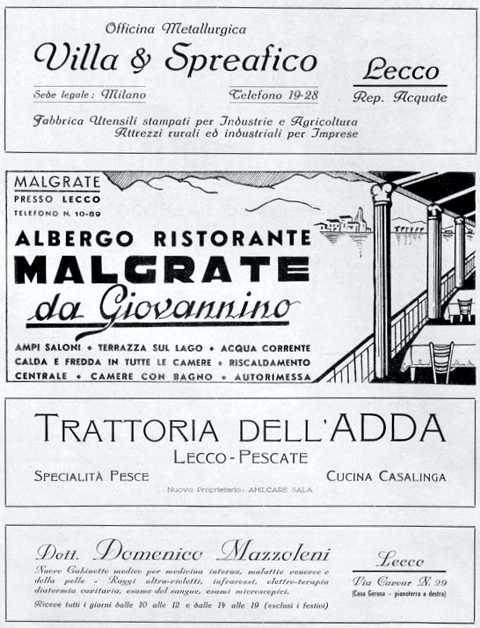 Officina Metallurgica
Villa & Spreafico
Sede legale: Milano Telefono 19-28
Lecco
Rep. Acquate
Fabbrica Utensili stampati per Industrie e Agricoltura
Attrezzi rurali ed industriali per Imprese
MALGRATE
PRESSO LECCO
TELEFONO N. 10-89
ALBERGO RISTORANTE
MALGRATE
da Giovannino
AMPI SALONI • TERRAZZA SUL LAGO • ACQUA CORRENTE
CALDA E FREDDA IN TUTTE LE CAMERE • RISCALDAMENTO
CENTRALE • CAMERE CON BAGNO • AUTORIMESSA
TRATTORIA DELL'ADDA
LECCO-PESCATE
SPECIALITÀ PESCE CUCINA CASALINGA
Nuovo Proprietario: AMILCARE SALA
Dott. Domenico Mazzoleni
Nuovo Gabinetto medico per medicina interna, malattie veneree e
della pelle - Raggi ultra-violetti, infrarossi, elettro-terapia
diatermia cavitaria, esame del sangue, esami microscopici.
Riceve tutti i giorni dalle 10 alle 12 e dalle 14 alle 19 (esclusi i festivi)
Lecco
Via Cavour N. 29
(Casa Gerosa - pianoterra a destra)